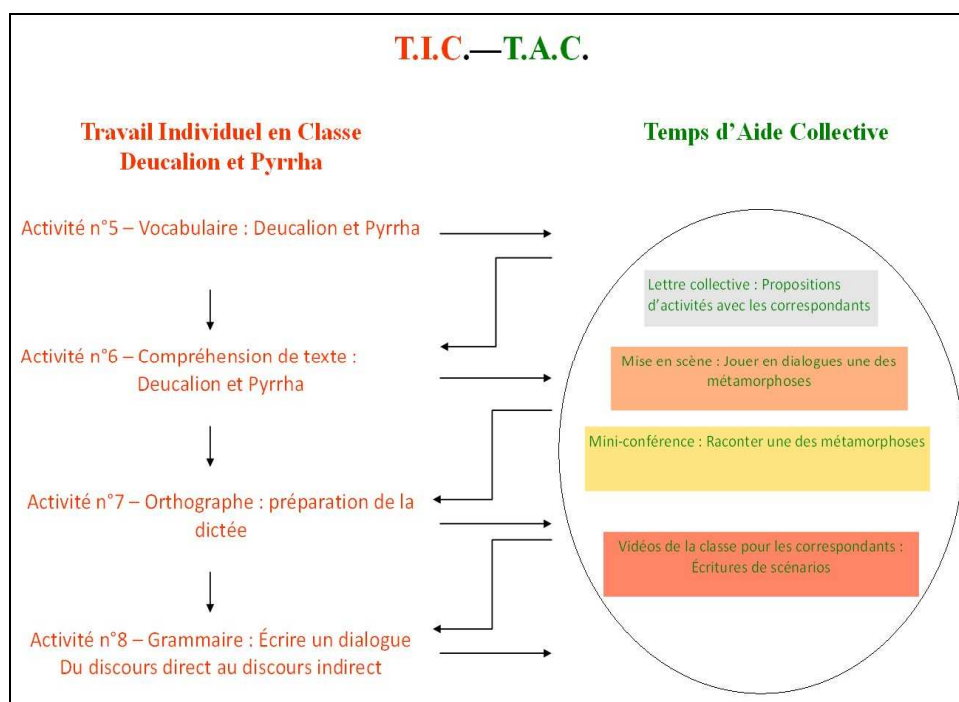 T.I.C.—T.A.C.
Travail Individuel en Classe
Deucalion et Pyrrha
Activité n°5 – Vocabulaire : Deucalion et Pyrrha
Activité n°6 – Compréhension de texte :
Deucalion et Pyrrha
Activité n°7 – Orthographe : préparation de la
dictée
Activité n°8 – Grammaire : Écrire un dialogue
Du discours direct au discours indirect
Temps d'Aide Collective
Lettre collective : Propositions
d'activités avec les correspondants
Mise en scène : Jouer en dialogues une des
métamorphoses
Mini-conférence : Raconter une des métamorphoses
Vidéos de la classe pour les correspondants :
Écritures de scénarios